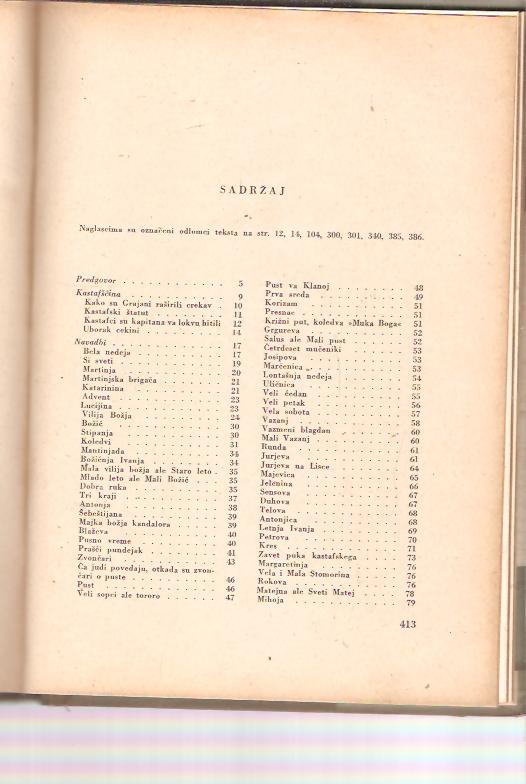 SADRŽAJ
Naglascima su označeni odlomci teksta na str. 12, 14, 104, 300, 301, 340, 385, 386.
Predgovor . . . . . . . . . . . . 5
Kastafšćina . . . . . . . . . . . 9
Kako su Grajani raširili crekav . . 10
Kastafski štatut . . . . . . . . 11
Kastafci su kapitana va lokvu hitili 12
Uborak cekini . . . . . . . . . 14
Navadbi . . . . . . . . . . . . 17
Bela nedeja . . . . . . . . . . 17
Si sveti . . . . . . . . . . . 19
Martinja . . . . . . . . . . . 20
Martinjska brigača . . . . . . . 21
Katarinina . . . . . . . . . . 21
Advent . . . . . . . . . . . . 23
Lucijina . . . . . . . . . . . 23
Vilija Božja . . . . . . . . . 24
Božić . . . . . . . . . . . . 30
Štipanja . . . . . . . . . . . 30
Koledvi . . . . . . . . . . . 31
Mantinjada . . . . . . . . . . 34
Božičnja Ivanja . . . . . . . . 34
Mala vilija božja ale Staro leto . 35
Mlado leto ale Mali Božić . . . . 35
Dobra ruka . . . . . . . . . . 35
Tri kraji . . . . . . . . . . . 37
Antonja . . . . . . . . . . . 38
Šebeštijana . . . . . . . . . . 39
Majka božja kandalora . . . . . . 39
Blaževa . . . . . . . . . . . 40
Pusno vreme . . . . . . . . . . 40
Prašći pundejak . . . . . . . . 41
Zvončari . . . . . . . . . . . 43
Ča judi povedaju, otkada su zvon-
čari o puste . . . . . . . . . 46
Pust . . . . . . . . . . . . . 46
Veli sopci ale tororo . . . . . . 47
Pust va Klanoj . . . . . . . . 48
Prva sreda . . . . . . . . . . 49
Korizam . . . . . . . . . . . 51
Presnac . . . . . . . . . . . 51
Križni put, koledva »Muka Boga« 51
Grgureva . . . . . . . . . . . 52
Salus ale Mali pust . . . . . . . 52
Četrdeset mučeniki . . . . . . . 53
Josipova . . . . . . . . . . . 53
Marčenica . . . . . . . . . . . 53
Lontašnja nedeja . . . . . . . . 54
Uličnica . . . . . . . . . . . 55
Veli čedan . . . . . . . . . . 55
Veli petak . . . . . . . . . . 56
Vela sobota . . . . . . . . . . 57
Vazanj . . . . . . . . . . . . 58
Vazmeni blagdan . . . . . . . . 60
Mali Vazanj . . . . . . . . . . 60
Runda . . . . . . . . . . . . 61
Jurjeva . . . . . . . . . . . 61
Jurjeva na Lisce . . . . . . . . 64
Majevica . . . . . . . . . . . 65
Jelenina . . . . . . . . . . . 66
Sensova . . . . . . . . . . . 67
Duhova . . . . . . . . . . . . 67
Telova . . . . . . . . . . . . 68
Antonjica . . . . . . . . . . . 68
Letnja Ivanja . . . . . . . . . 69
Petrova . . . . . . . . . . . 70
Kres . . . . . . . . . . . . . 71
Zavet puka kastafskega . . . . . . 73
Margaretinja . . . . . . . . . . 76
Vela i Mala Stomorina . . . . . . 76
Rokova . . . . . . . . . . . . 76
Matejna ale Sveti Matej . . . . . 78
Mihoja . . . . . . . . . . . . 79
413